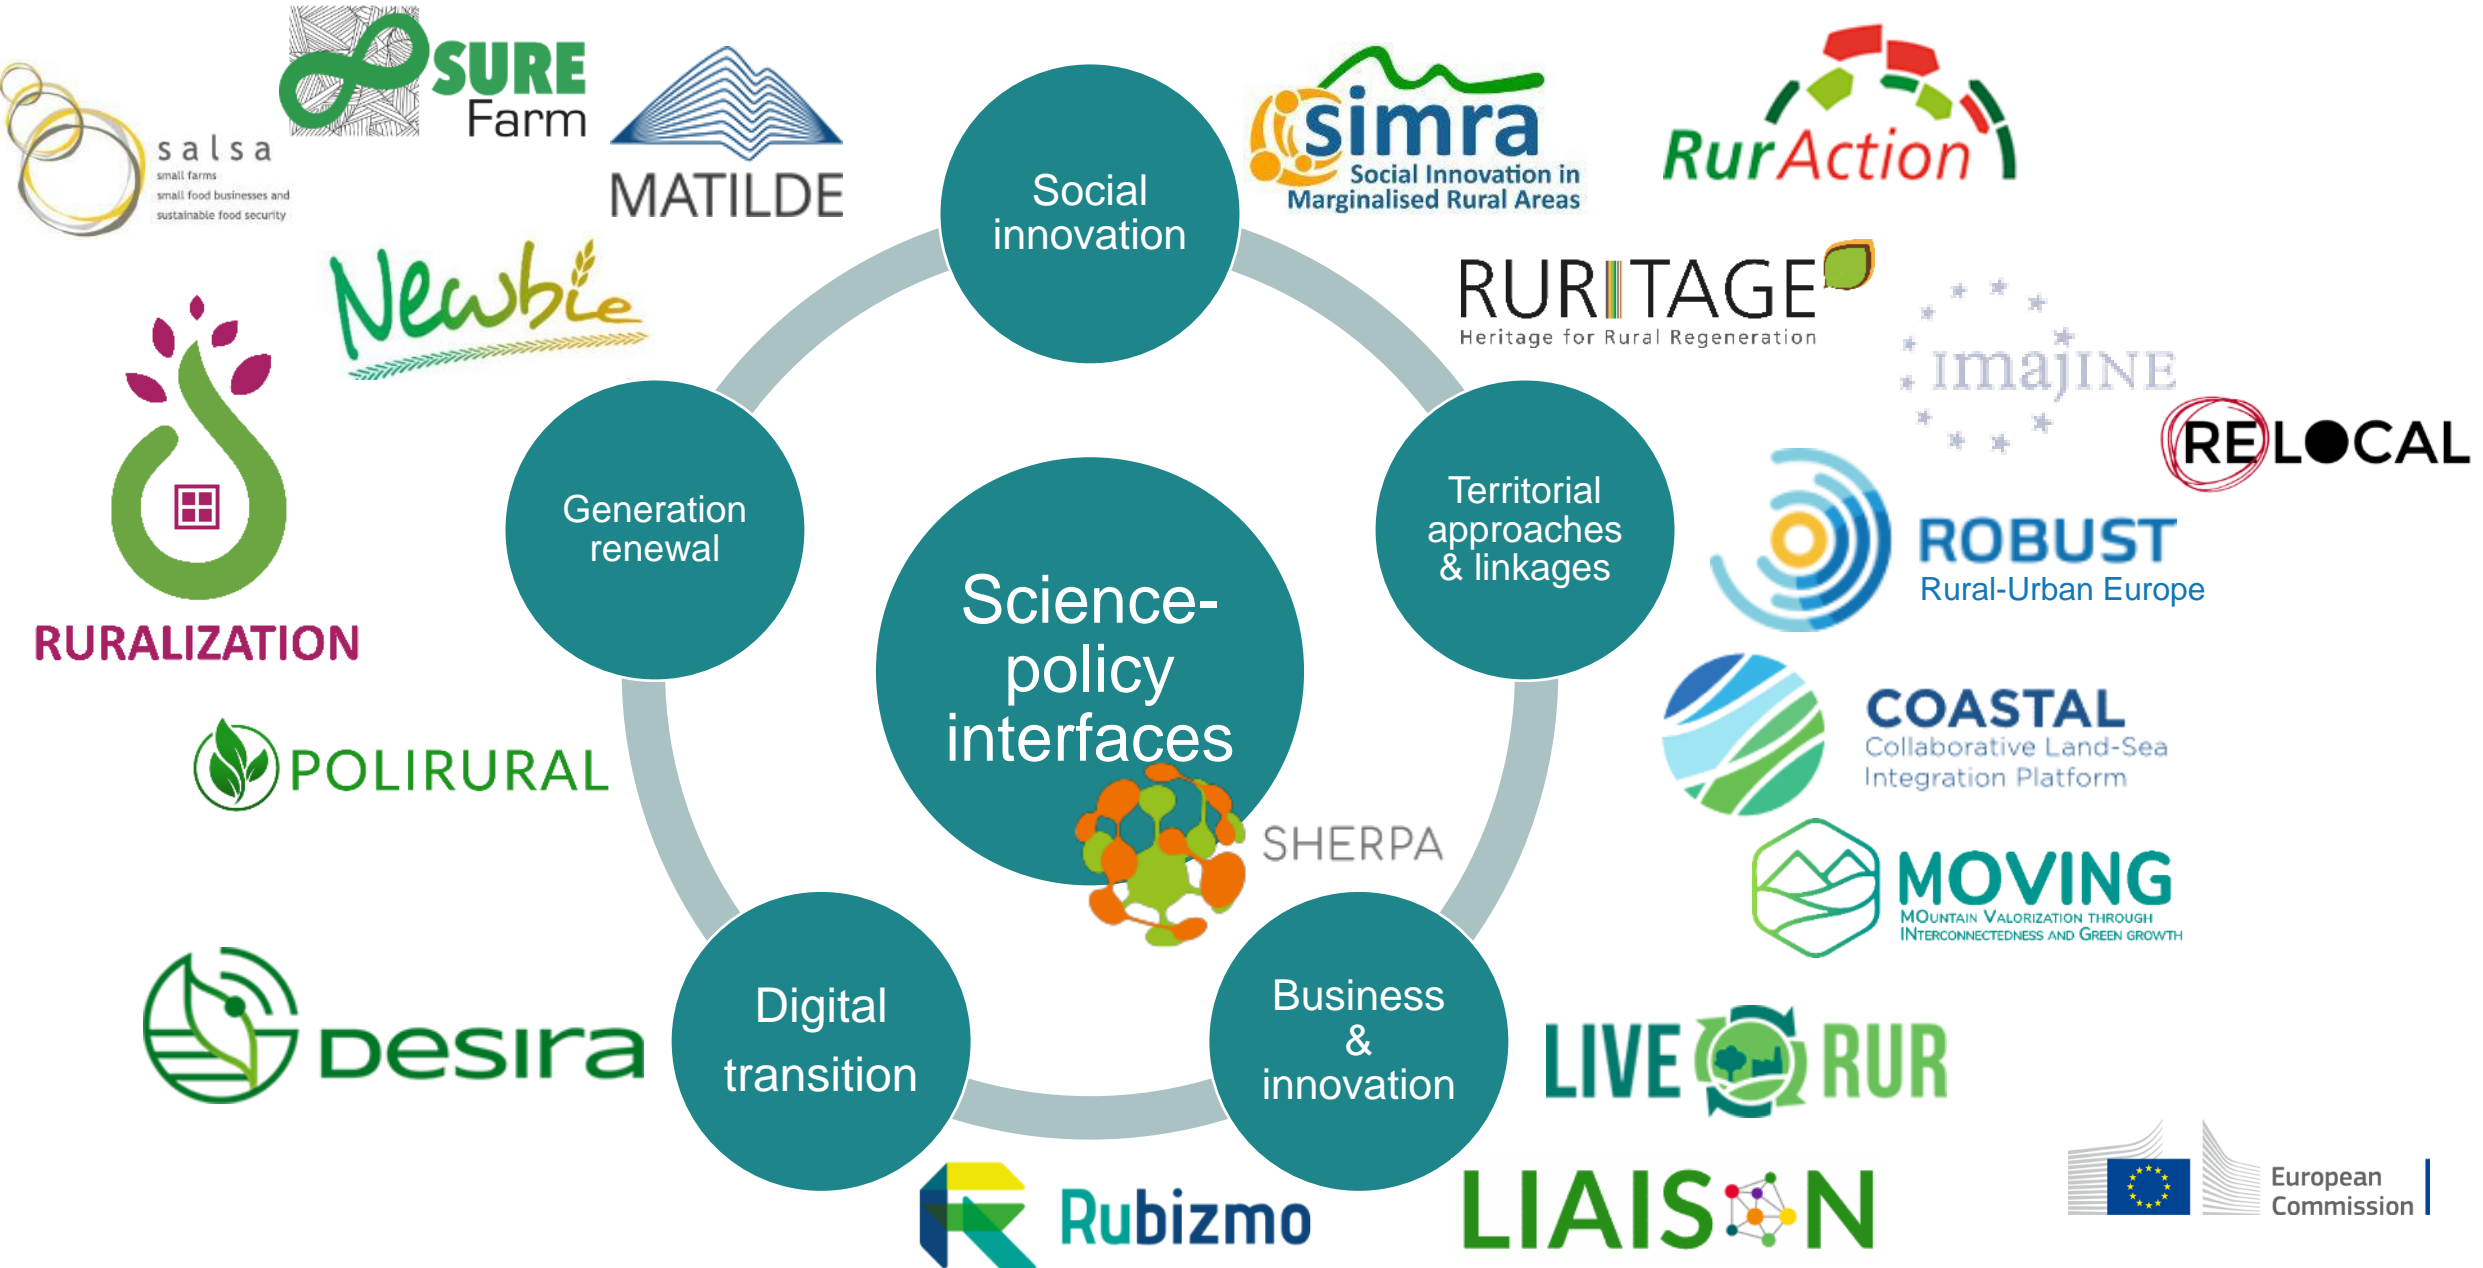 salsa
small farms
small food businesses and
sustainable food security
SURE
Farm
MATILDE
Social
innovation
simra
Social Innovation in
Marginalised Rural Areas
RurAction
Newbie
RURITAGE
Heritage for Rural Regeneration
imajINE
RELOCAL
Generation
renewal
Territorial
approaches
& linkages
ROBUST
Rural-Urban Europe
RURALIZATION
Science-
policy
interfaces
SHERPA
POLIRURAL
COASTAL
Collaborative Land-Sea
Integration Platform
MOVING
MOUNTAIN VALORIZATION THROUGH
INTERCONNECTEDNESS AND GREEN GROWTH
DESIRA
Digital
transition
Business
&
innovation
LIVE RUR
Rubizmo
LIAISON
European
Commission